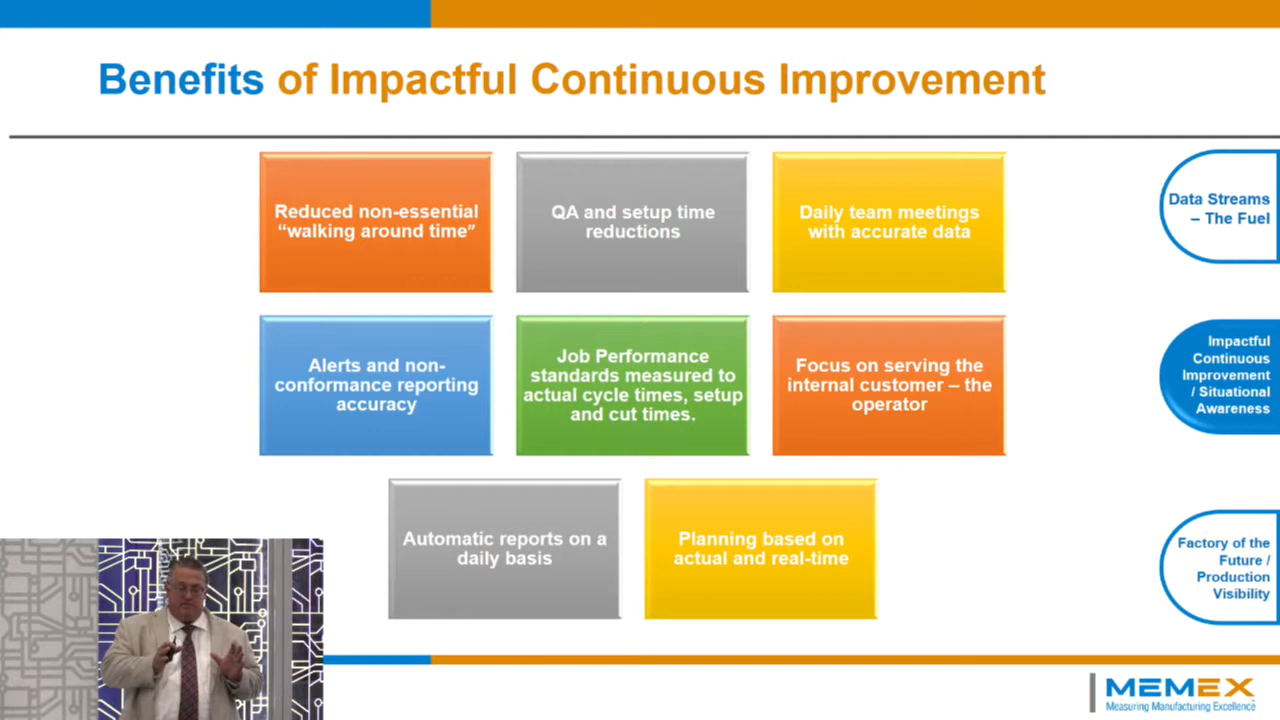 Benefits of Impactful Continuous Improvement
Reduced non-essential
“walking around time”
QA and setup time
reductions
Daily team meetings
with accurate data
Alerts and non-
conformance reporting
accuracy
Job Performance
standards measured to
actual cycle times, setup
and cut times.
Focus on serving the
internal customer – the
operator
Automatic reports on a
daily basis
Planning based on
actual and real-time
Data Streams
– The Fuel
Impactful
Continuous
Improvement
/ Situational
Awareness
Factory of the
Future /
Production
Visibility
MEMEX
Measuring Manufacturing Excellence